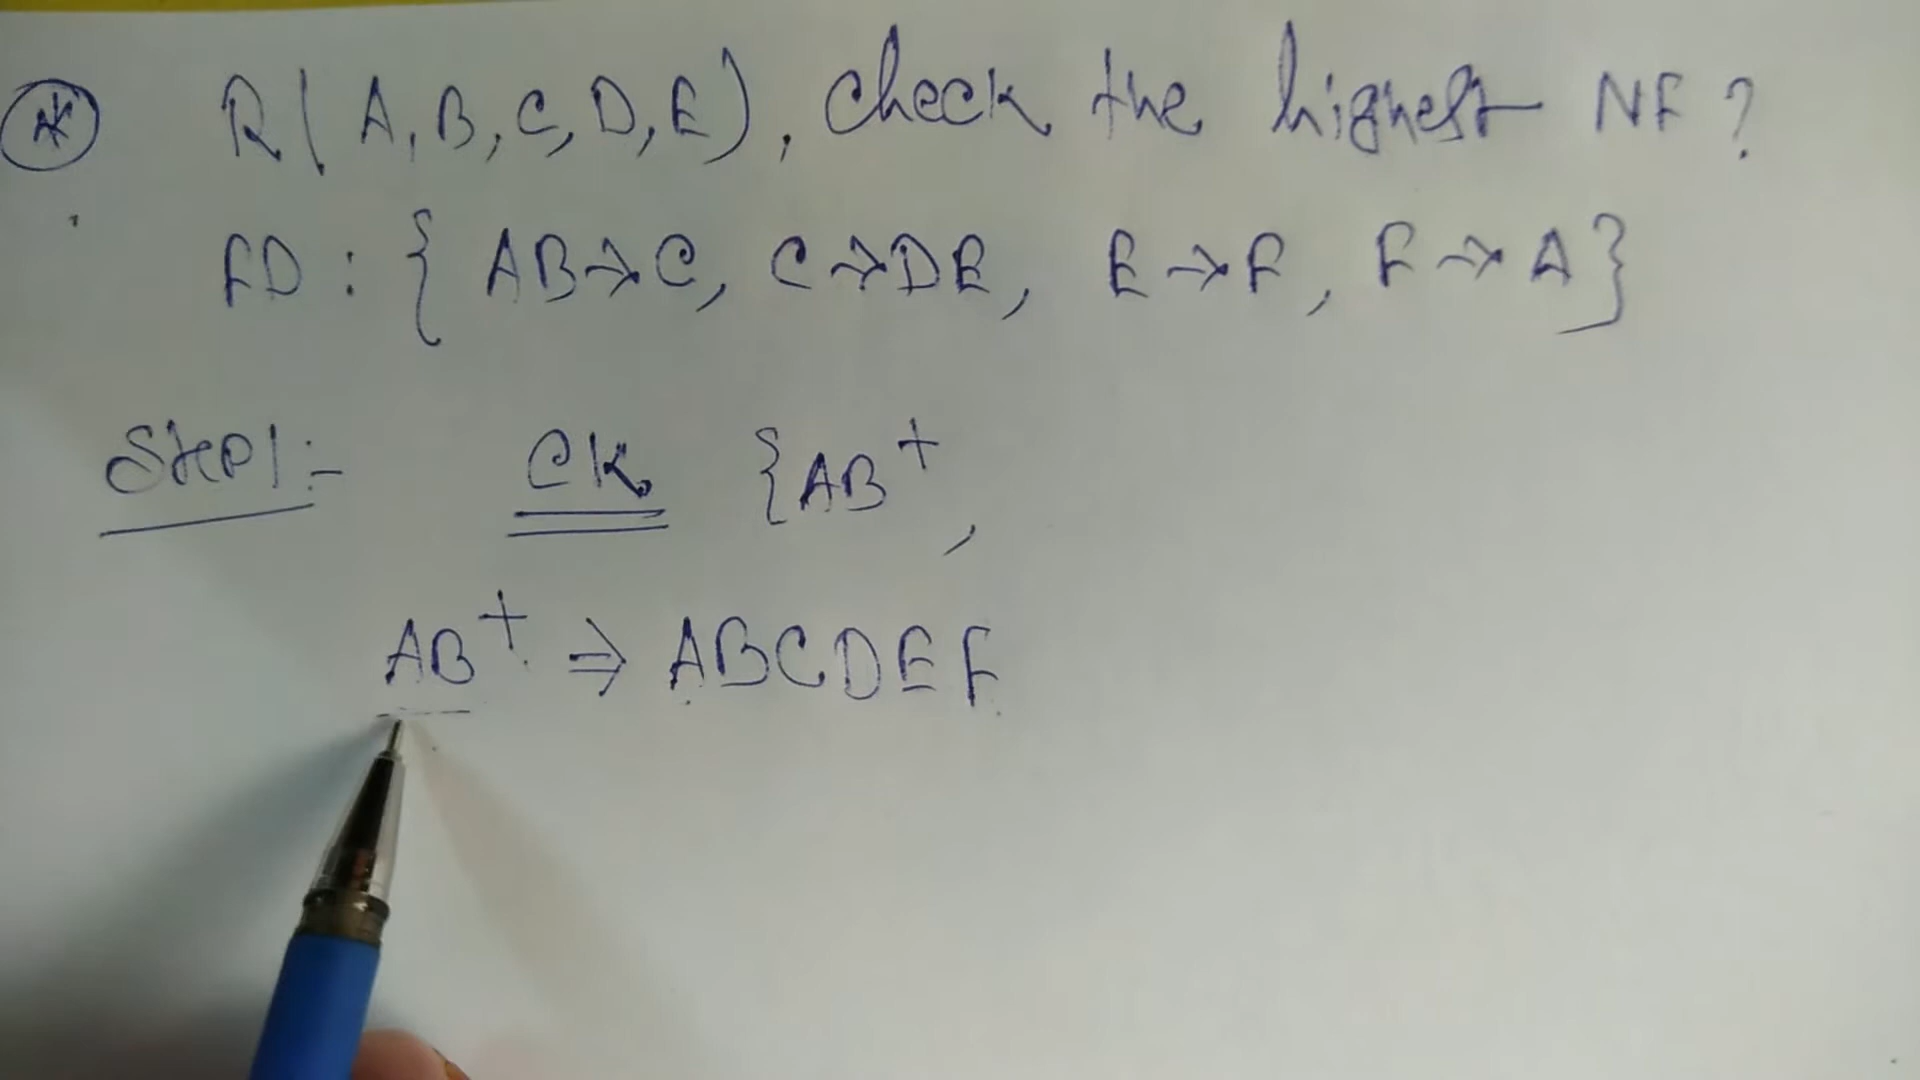 * R(A,B,C,D,E), Check the highest NF?
FD: {AB→C, C→DE, E→F, F→A}
Step1:- CK {AB⁺,
AB⁺ ⇒ ABCDEF